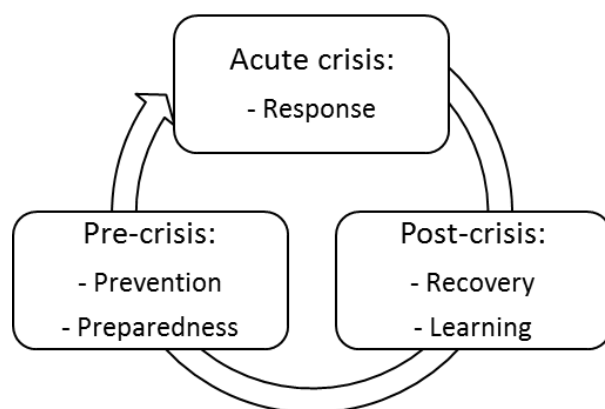 Acute crisis:
- Response
Pre-crisis:
- Prevention
- Preparedness
Post-crisis:
- Recovery
- Learning